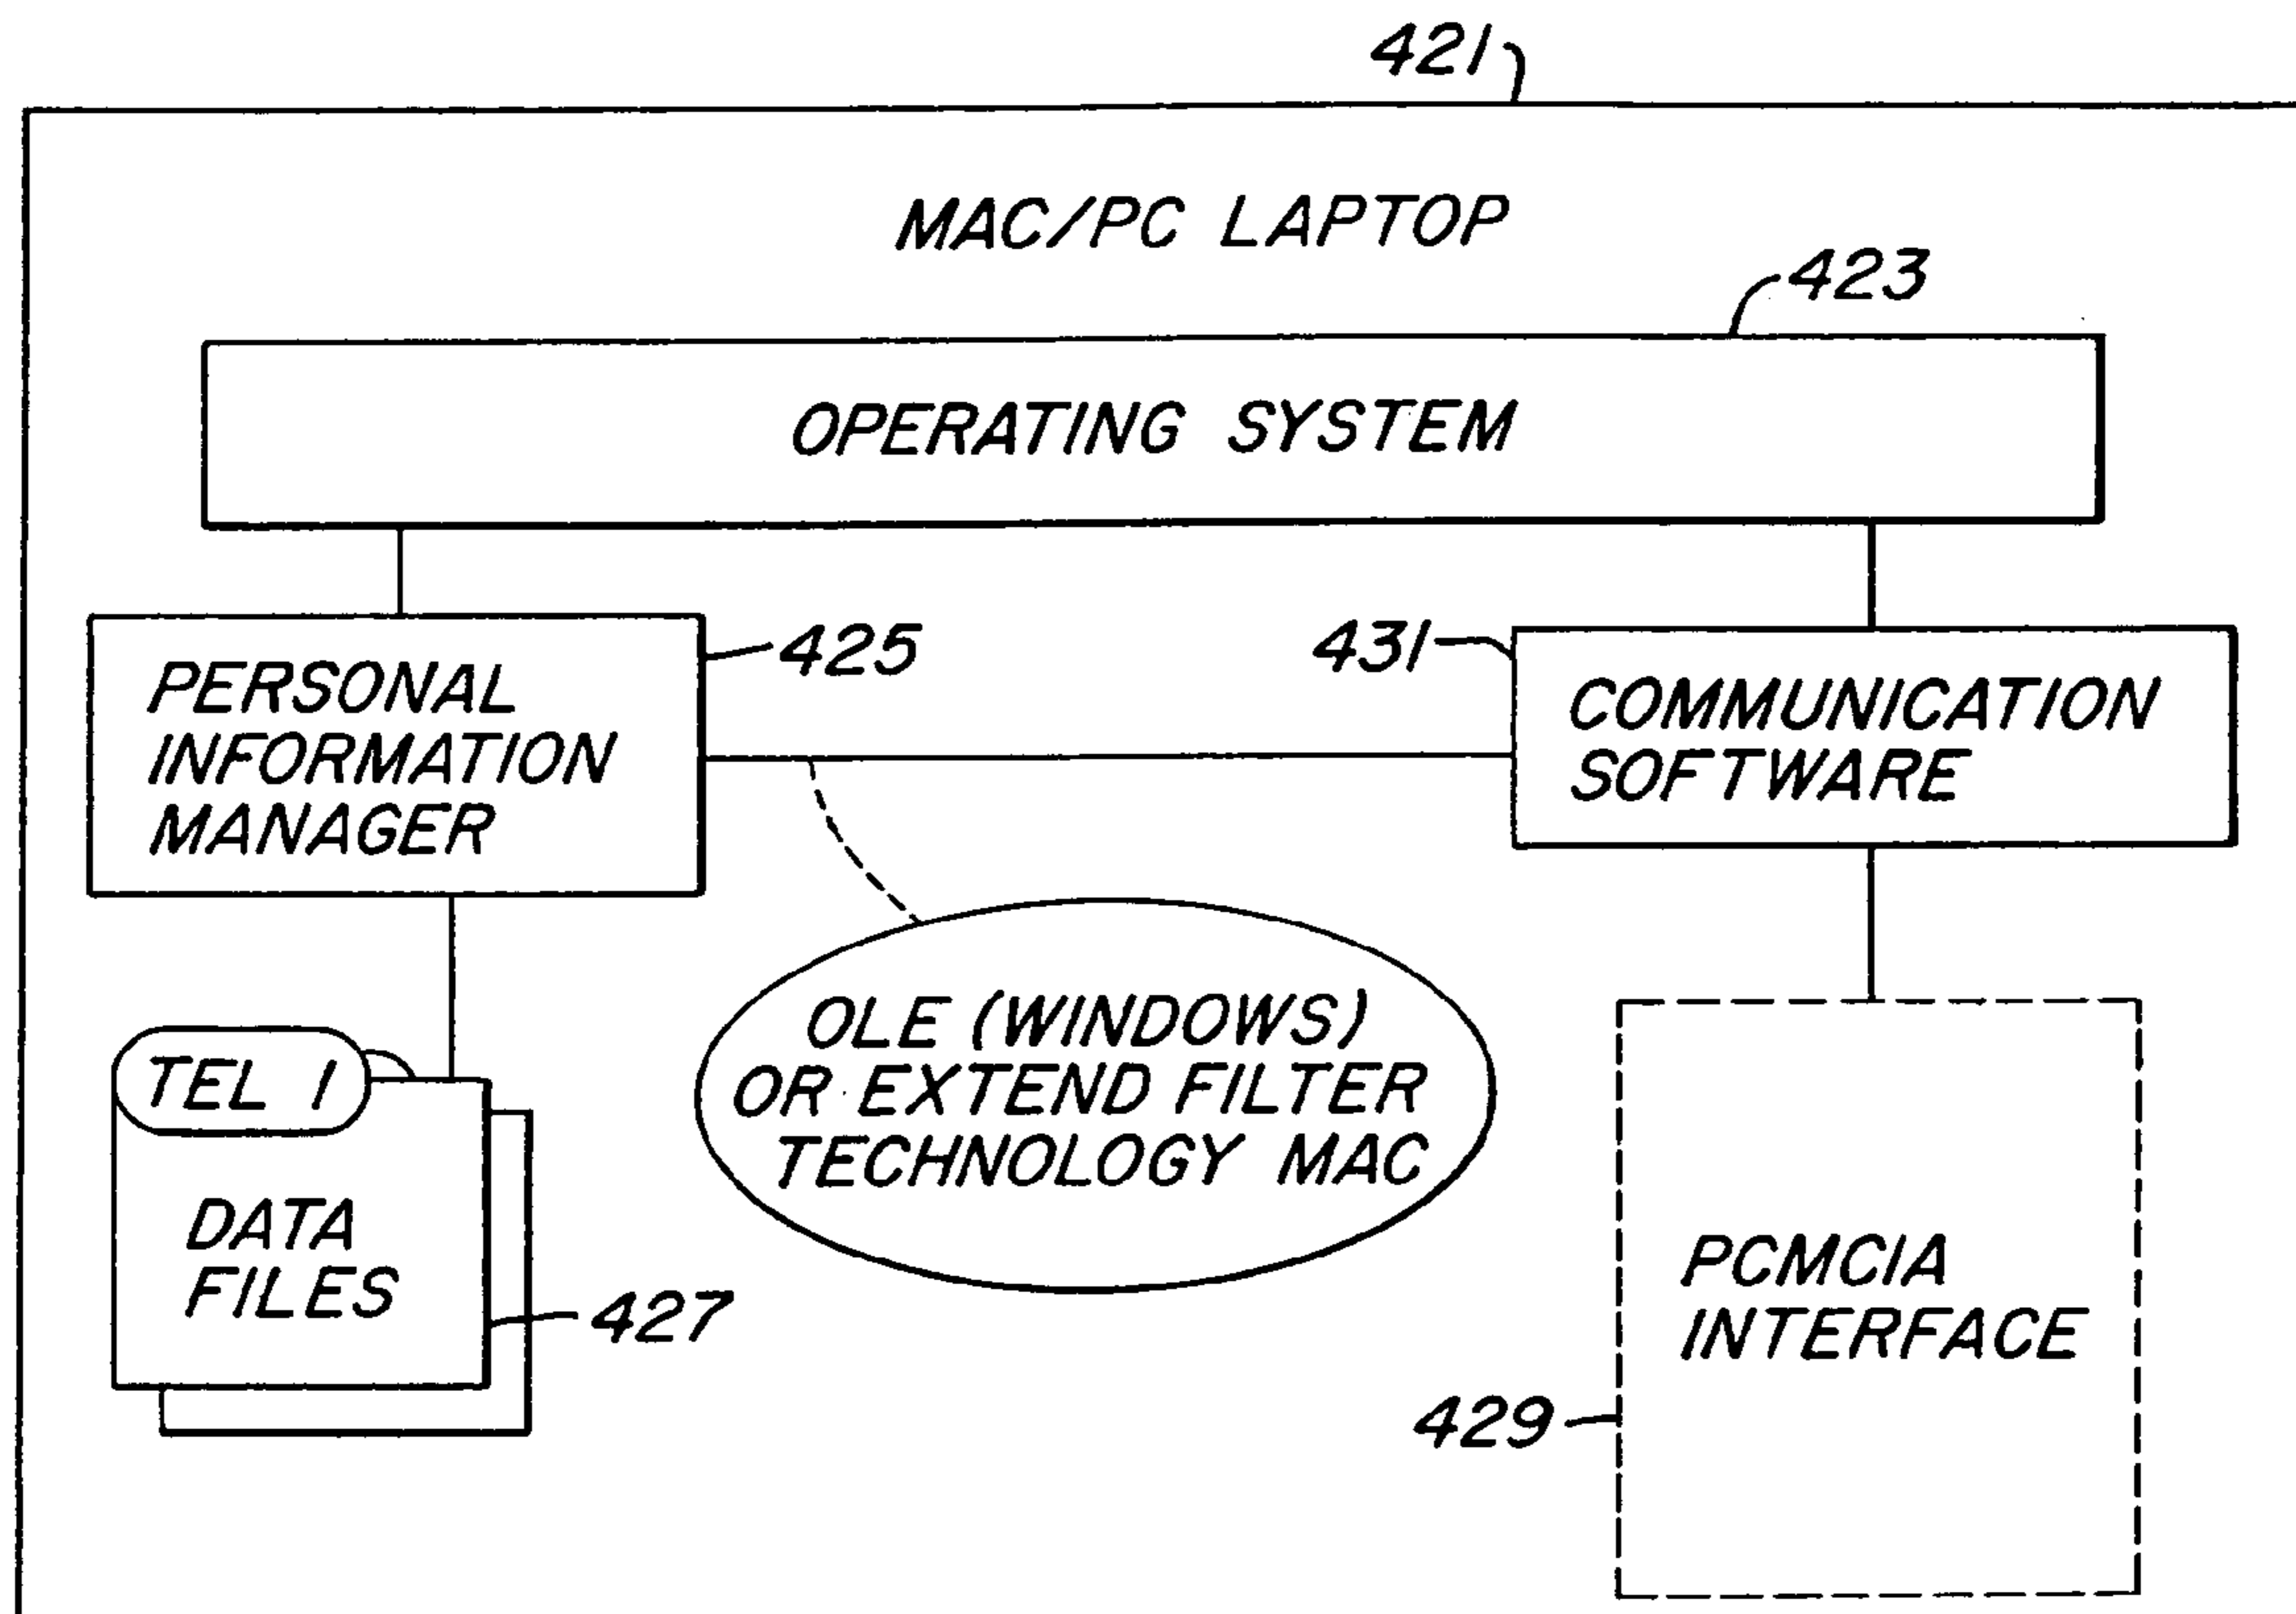 421
MAC/PC LAPTOP
423
OPERATING SYSTEM
425
PERSONAL
INFORMATION
MANAGER
431
COMMUNICATION
SOFTWARE
OLE (WINDOWS)
OR EXTEND FILTER
TECHNOLOGY MAC
TEL 1
DATA
FILES
427
PCMCIA
INTERFACE
429